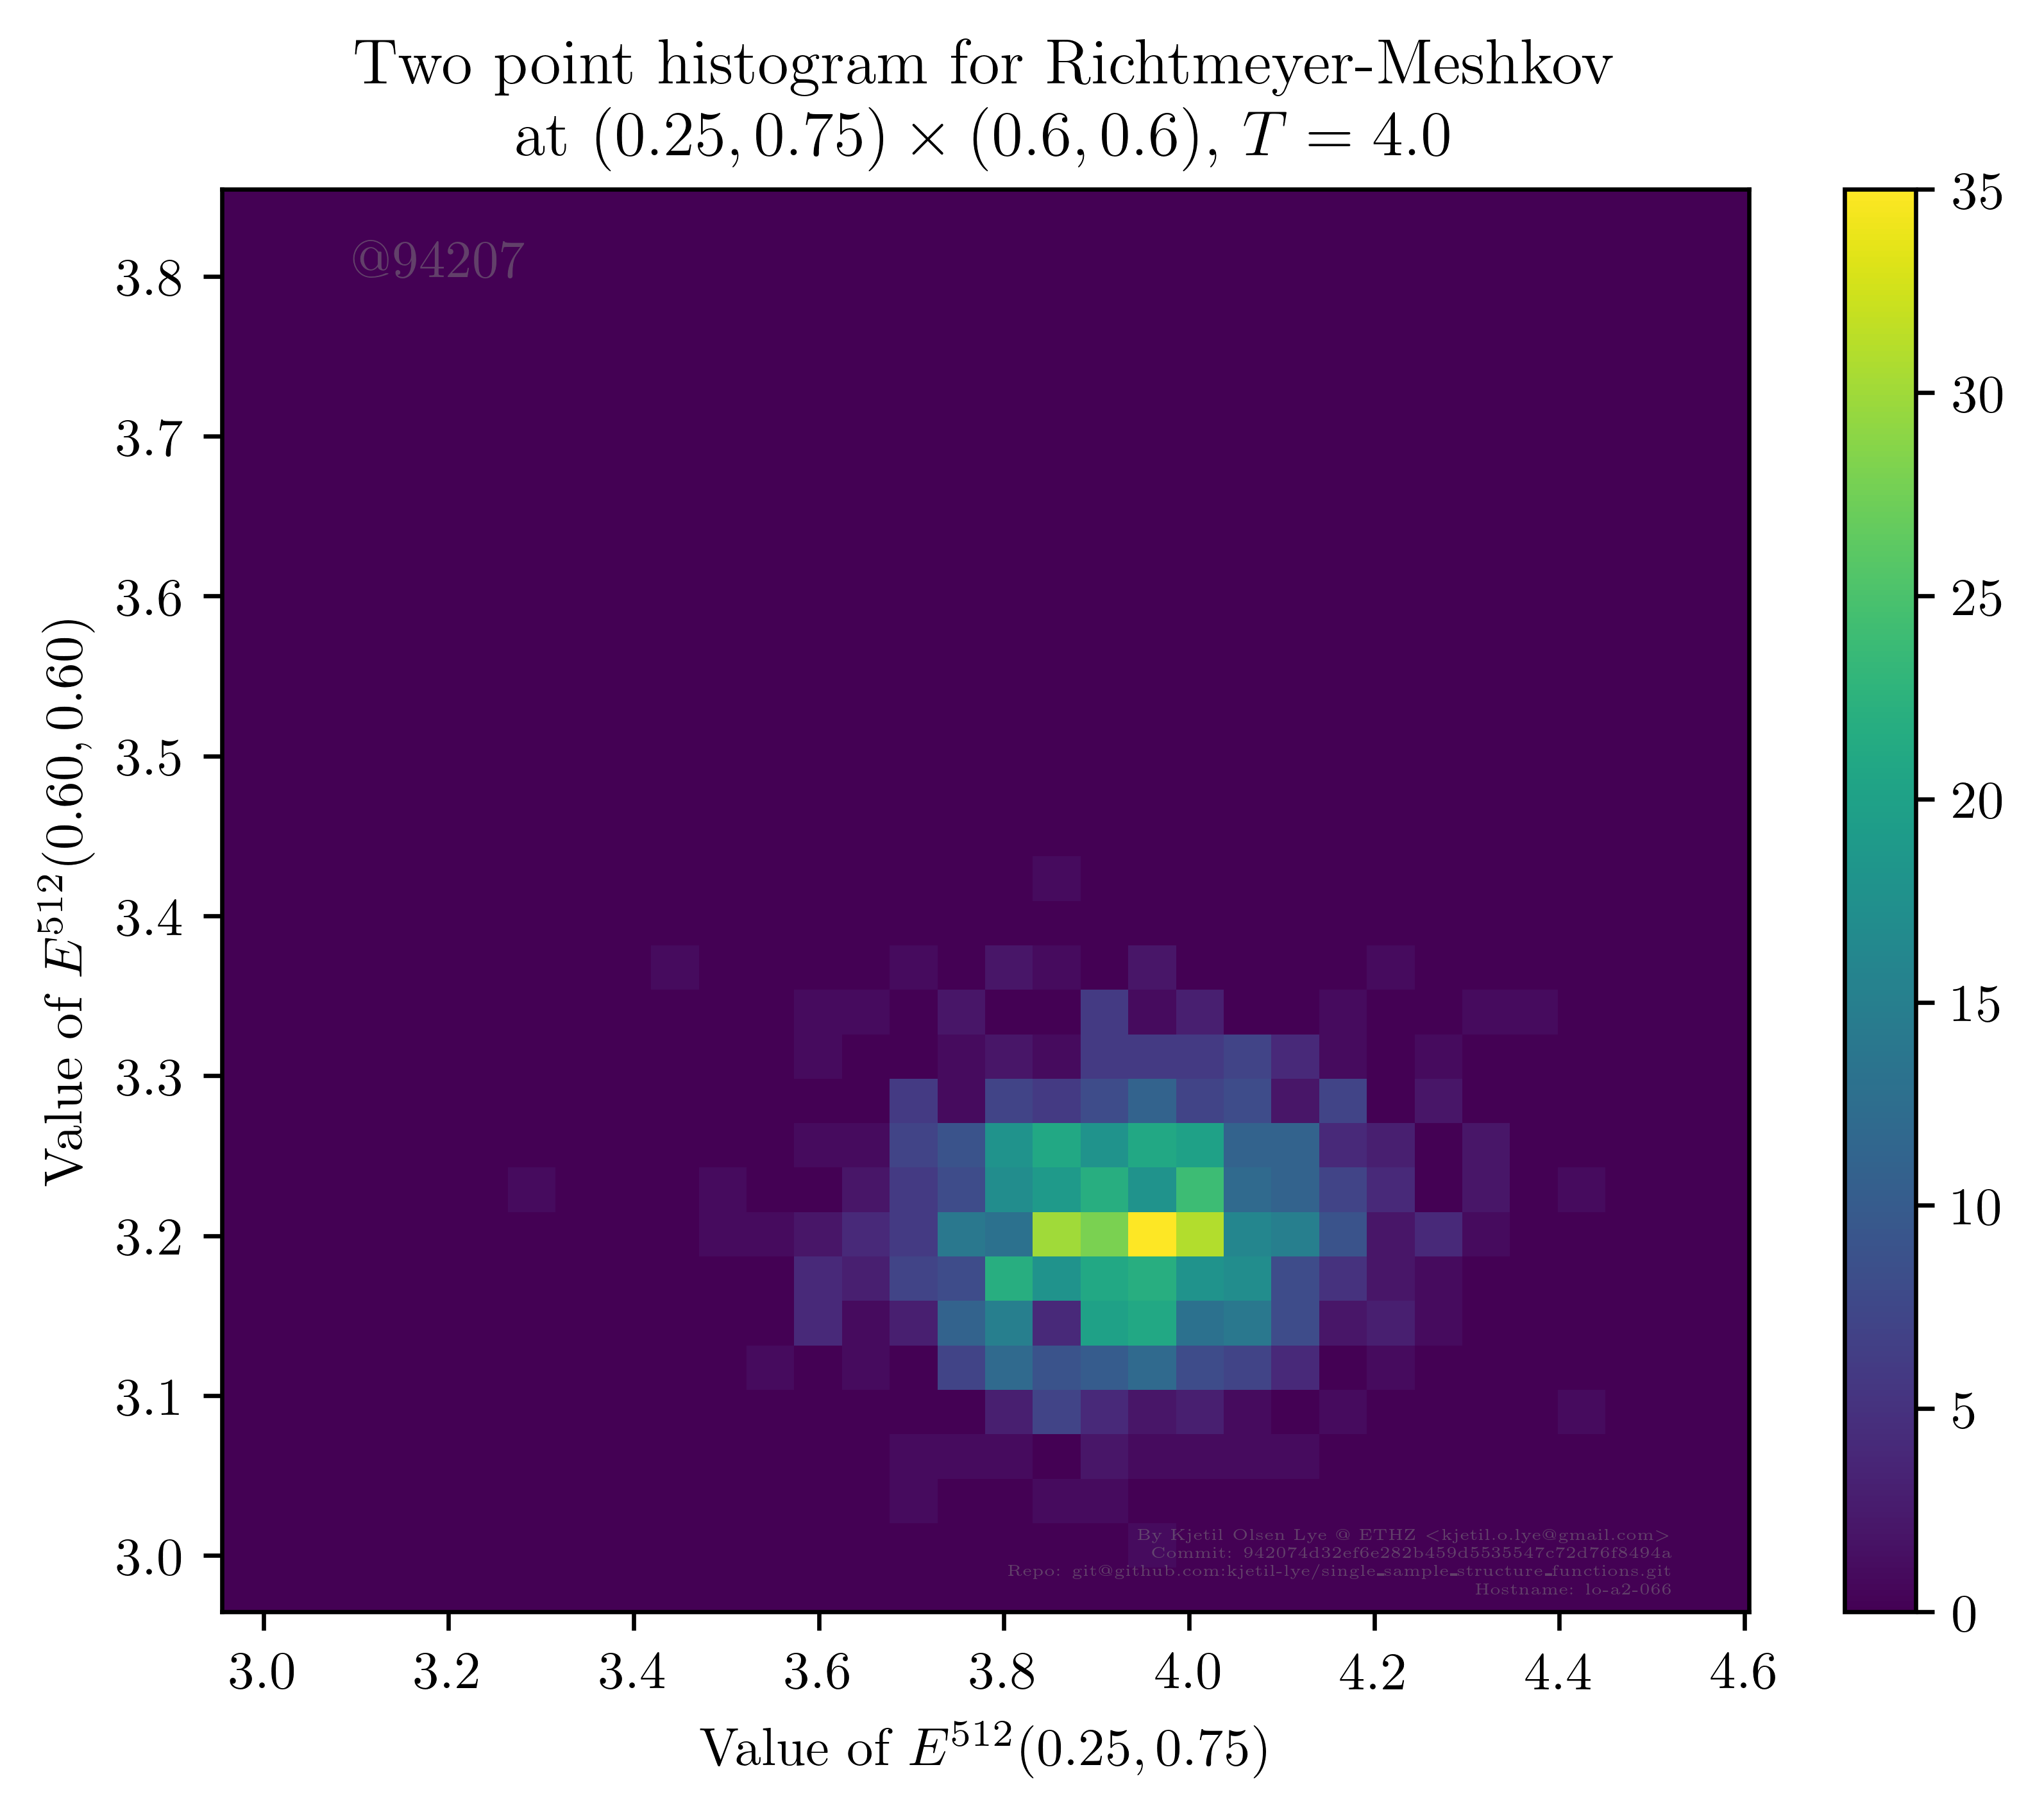 Two point histogram for Richtmeyer-Meshkov
at (0.25, 0.75) × (0.6, 0.6), T = 4.0
@94207
3.8
3.7
3.6
3.5
3.4
3.3
3.2
3.1
3.0
Value of E^512(0.60, 0.60)
35
30
25
20
15
10
5
0
By Kjetil Olsen Lye @ ETHZ <kjetil.o.lye@gmail.com>
Commit: 942074d32ef6e282b459d5535547c72d76f8494a
Repo: git@github.com:kjetil-lye/single_sample_structure_functions.git
Hostname: lo-a2-066
3.0 3.2 3.4 3.6 3.8 4.0 4.2 4.4 4.6
Value of E^512(0.25, 0.75)